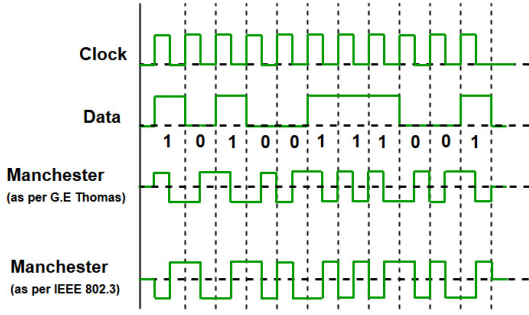 Clock
Data
1 0 1 0 0 1 1 1 0 0 1
Manchester
(as per G.E Thomas)
Manchester
(as per IEEE 802.3)